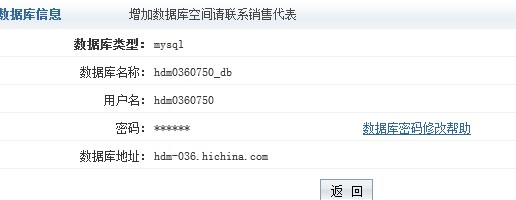 数据库信息 增加数据库空间请联系销售代表
数据库类型: mysql
数据库名称: hdm0360750_db
用户名: hdm0360750
密码: ****** 数据库密码修改帮助
数据库地址: hdm-036.hichina.com
返 回